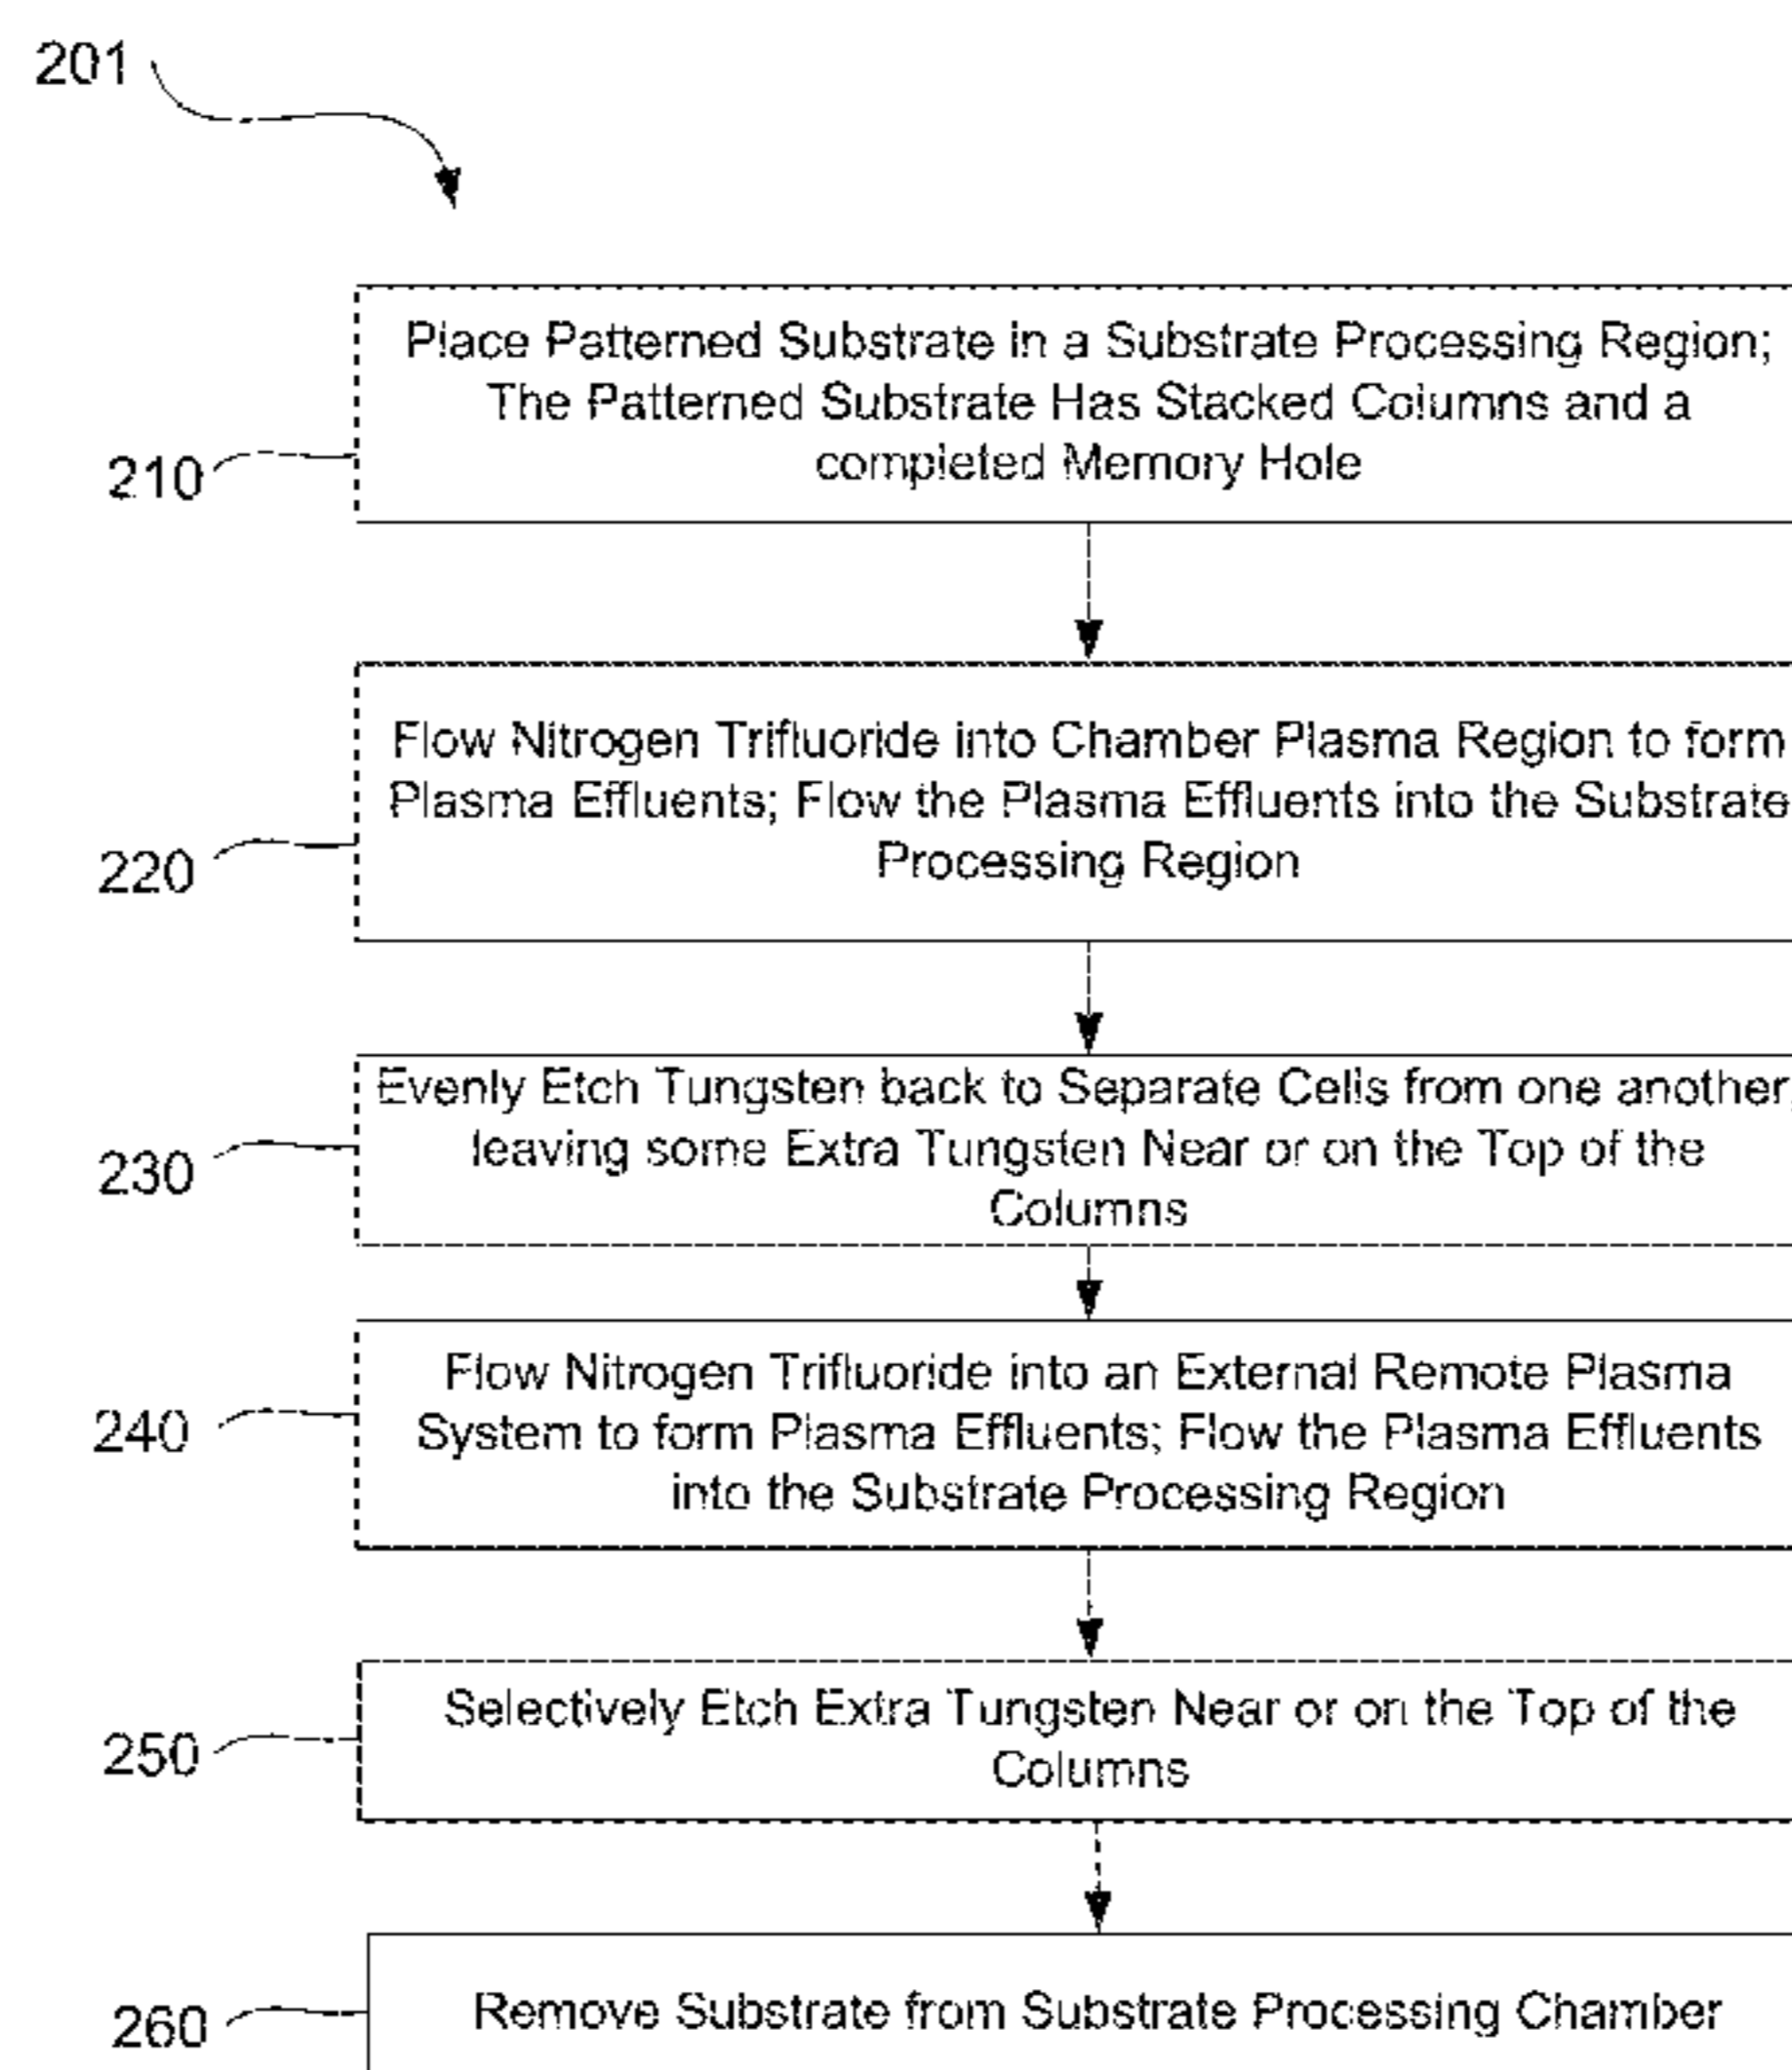 201
Place Patterned Substrate in a Substrate Processing Region;
The Patterned Substrate Has Stacked Columns and a
completed Memory Hole
210
Flow Nitrogen Trifluoride into Chamber Plasma Region to form
Plasma Effluents; Flow the Plasma Effluents into the Substrate
Processing Region
220
Evenly Etch Tungsten back to Separate Cells from one another,
leaving some Extra Tungsten Near or on the Top of the
Columns
230
Flow Nitrogen Trifluoride into an External Remote Plasma
System to form Plasma Effluents; Flow the Plasma Effluents
into the Substrate Processing Region
240
Selectively Etch Extra Tungsten Near or on the Top of the
Columns
250
Remove Substrate from Substrate Processing Chamber
260